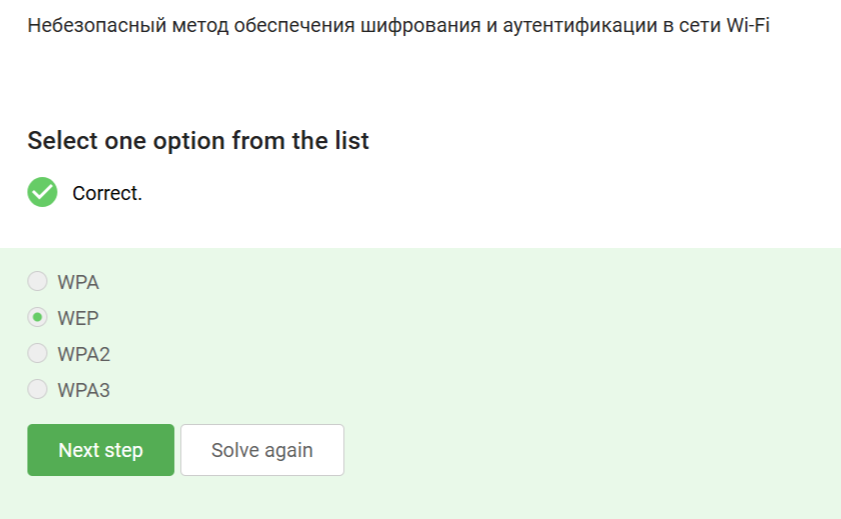 Небезопасный метод обеспечения шифрования и аутентификации в сети Wi-Fi
Select one option from the list
Correct.
WPA
WEP
WPA2
WPA3
Next step
Solve again